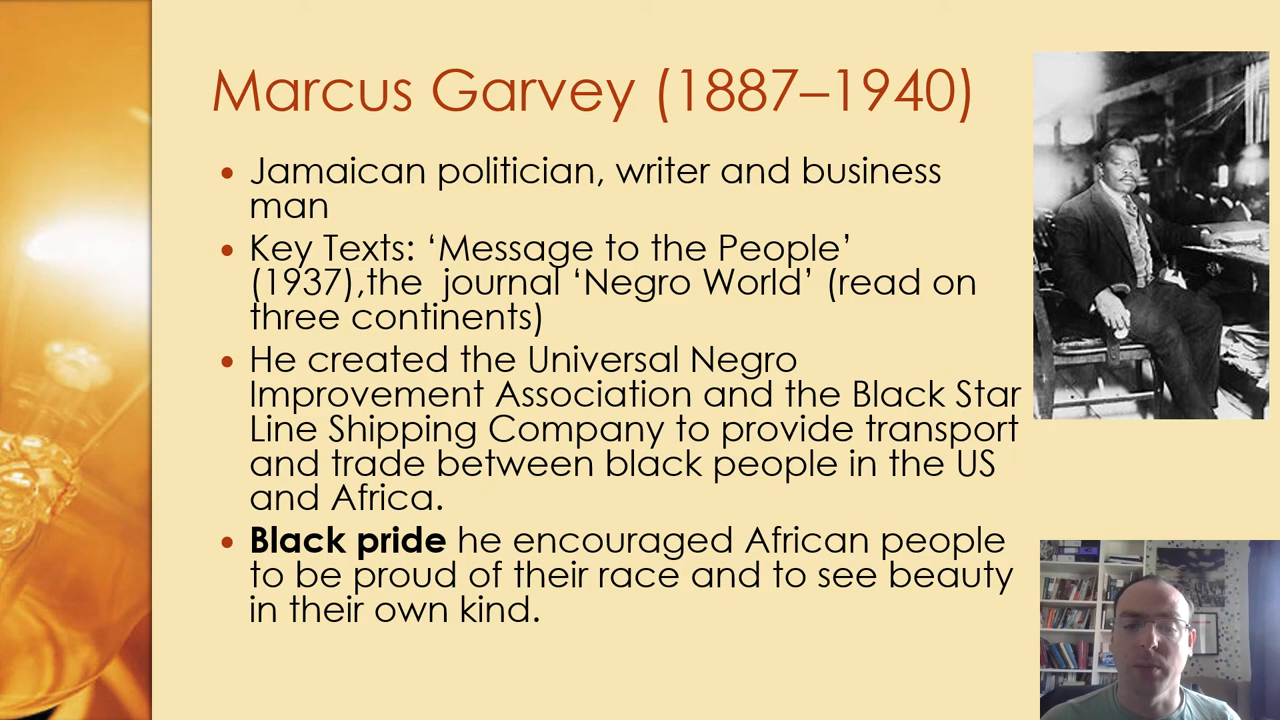 Marcus Garvey (1887–1940)
• Jamaican politician, writer and business
man
• Key Texts: ‘Message to the People’
(1937),the  journal ‘Negro World’ (read on
three continents)
• He created the Universal Negro
Improvement Association and the Black Star
Line Shipping Company to provide transport
and trade between black people in the US
and Africa.
• Black pride he encouraged African people
to be proud of their race and to see beauty
in their own kind.